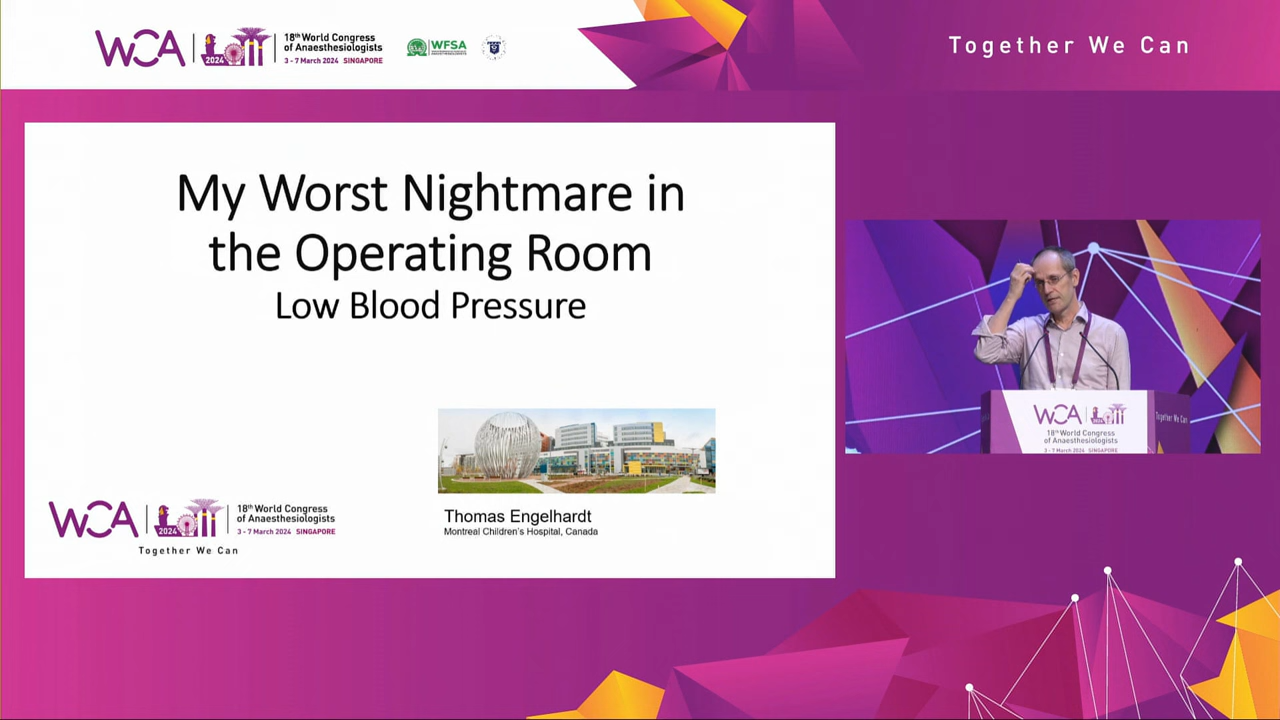 WCA
2024
18th World Congress
of Anaesthesiologists
3 - 7 March 2024 SINGAPORE
WFSA
Together We Can
My Worst Nightmare in
the Operating Room
Low Blood Pressure
Thomas Engelhardt
Montreal Children's Hospital, Canada
WCA
2024
18th World Congress
of Anaesthesiologists
3 - 7 March 2024 SINGAPORE
Together We Can
WCA
18th World Congress
of Anaesthesiologists
3 - 7 March 2024 SINGAPORE
Together We Can